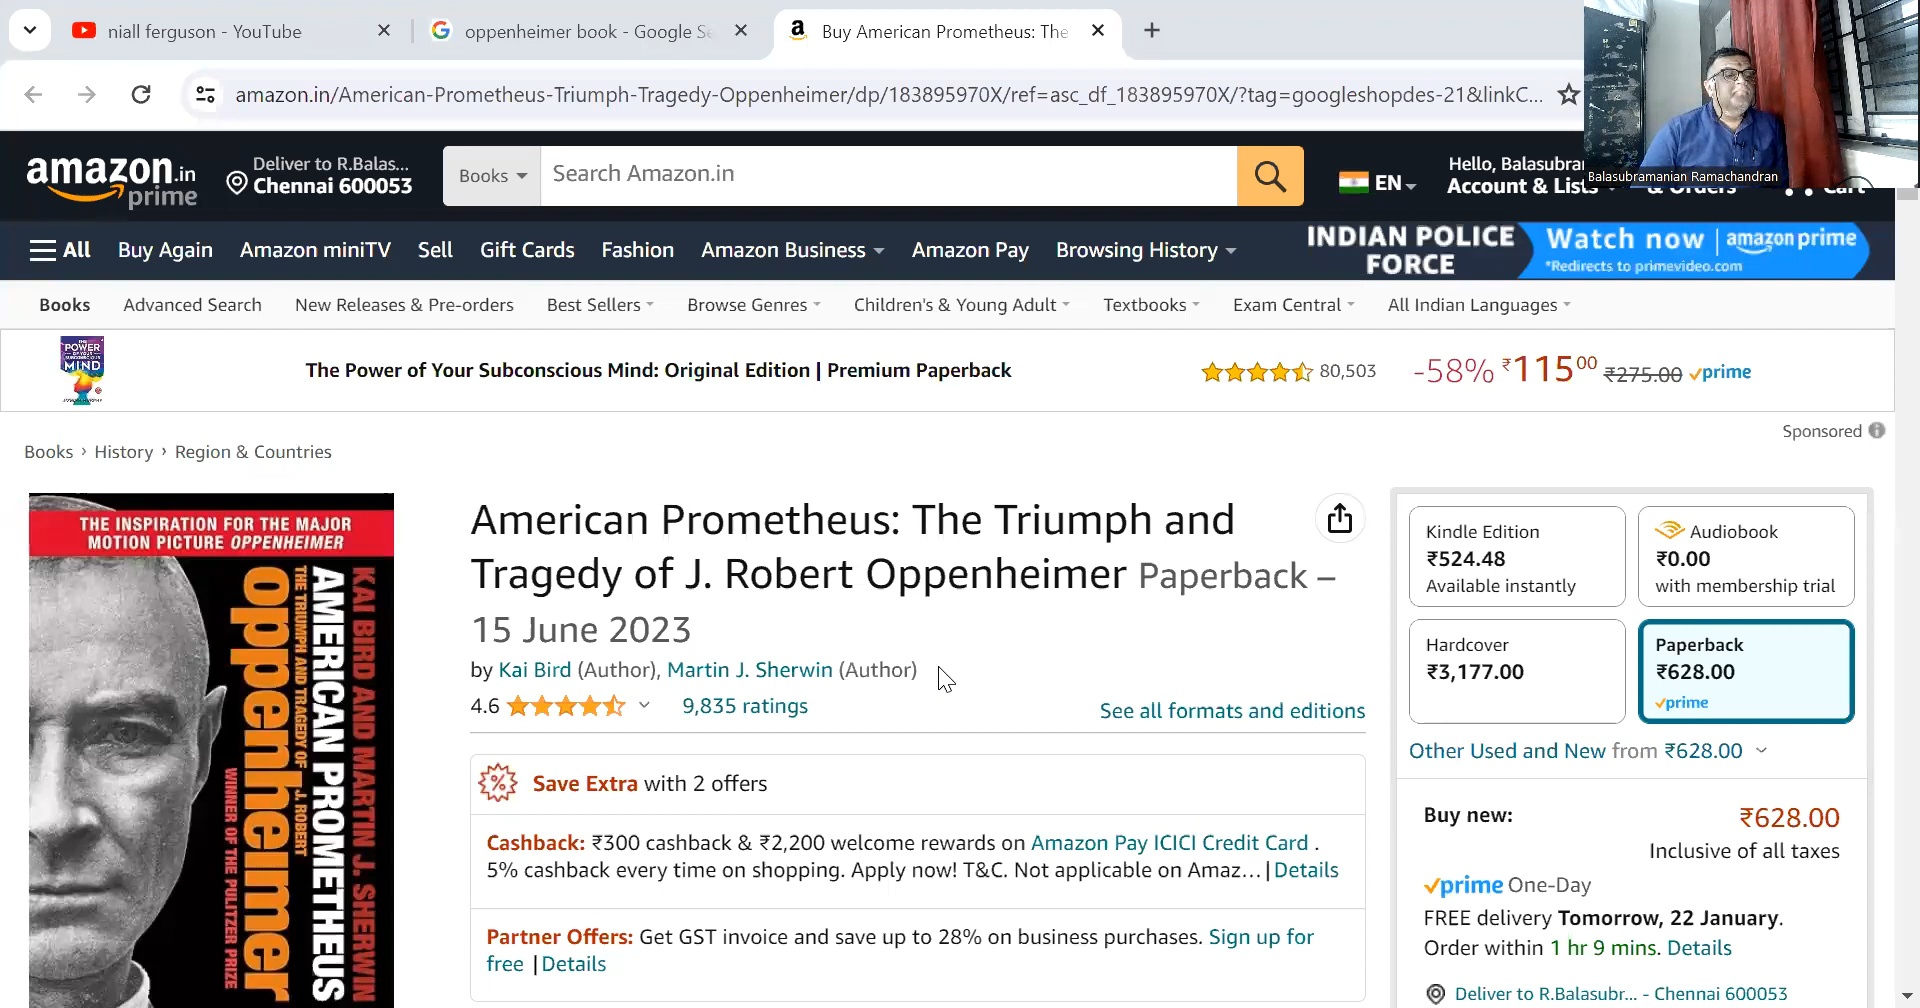 niall ferguson - YouTube
oppenheimer book - Google Se
Buy American Prometheus: The
amazon.in/American-Prometheus-Triumph-Tragedy-Oppenheimer/dp/183895970X/ref=asc_df_183895970X/?tag=googleshopdes-21&linkC...
Balasubramanian Ramachandran
amazon.in
prime
Deliver to R.Balas...
Chennai 600053
Books
Search Amazon.in
EN
Hello, Balasubra
Account & Lists
& Orders
Cart
All
Buy Again
Amazon miniTV
Sell
Gift Cards
Fashion
Amazon Business
Amazon Pay
Browsing History
INDIAN POLICE
FORCE
Watch now | amazon prime
*Redirects to primevideo.com
Books
Advanced Search
New Releases & Pre-orders
Best Sellers
Browse Genres
Children's & Young Adult
Textbooks
Exam Central
All Indian Languages
THE
POWER
OF YOUR
SUBCONSCIOUS
MIND
JOSEPH MURPHY
The Power of Your Subconscious Mind: Original Edition | Premium Paperback
80,503
-58% ₹11500 ₹275.00 prime
Sponsored
Books › History › Region & Countries
THE INSPIRATION FOR THE MAJOR
MOTION PICTURE OPPENHEIMER
KAI BIRD AND MARTIN J. SHERWIN
AMERICAN PROMETHEUS
THE TRIUMPH AND TRAGEDY OF J. ROBERT
oppenheimer
WINNER OF THE PULITZER PRIZE
American Prometheus: The Triumph and
Tragedy of J. Robert Oppenheimer Paperback –
15 June 2023
by Kai Bird (Author), Martin J. Sherwin (Author)
4.6
9,835 ratings
See all formats and editions
Save Extra with 2 offers
Cashback: ₹300 cashback & ₹2,200 welcome rewards on Amazon Pay ICICI Credit Card .
5% cashback every time on shopping. Apply now! T&C. Not applicable on Amaz... | Details
Partner Offers: Get GST invoice and save up to 28% on business purchases. Sign up for
free | Details
Kindle Edition
₹524.48
Available instantly
Audiobook
₹0.00
with membership trial
Hardcover
₹3,177.00
Paperback
₹628.00
prime
Other Used and New from ₹628.00
Buy new:
₹628.00
Inclusive of all taxes
prime One-Day
FREE delivery Tomorrow, 22 January.
Order within 1 hr 9 mins. Details
Deliver to R.Balasubr... - Chennai 600053